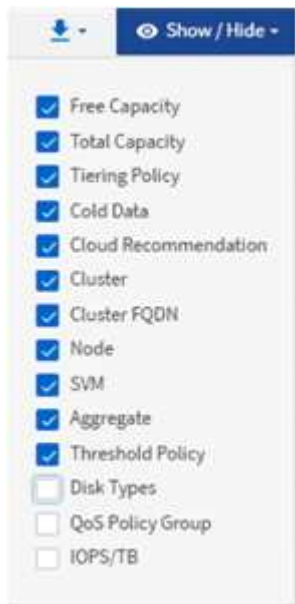 Show / Hide
Free Capacity
Total Capacity
Tiering Policy
Cold Data
Cloud Recommendation
Cluster
Cluster FQDN
Node
SVM
Aggregate
Threshold Policy
Disk Types
QoS Policy Group
IOPS/TB